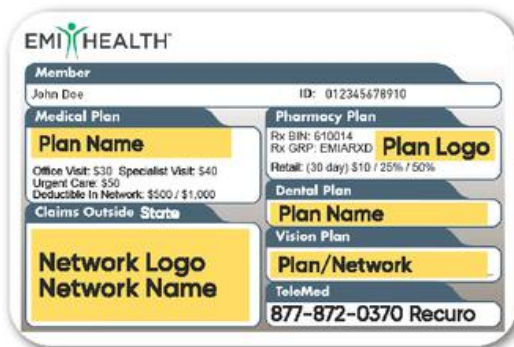 EMI HEALTH
Member
John Doe ID: 012345678910
Medical Plan
Plan Name
Office Visit: $30 Specialist Visit: $40
Urgent Care: $50
Deductible In Network: $500 / $1,000
Claims Outside State
Network Logo
Network Name
Pharmacy Plan
Rx BIN: 610014
Rx GRP: EMIARXD
Plan Logo
Retail: (30 day) $10 / 25% / 50%
Dental Plan
Plan Name
Vision Plan
Plan/Network
TeleMed
877-872-0370 Recuro